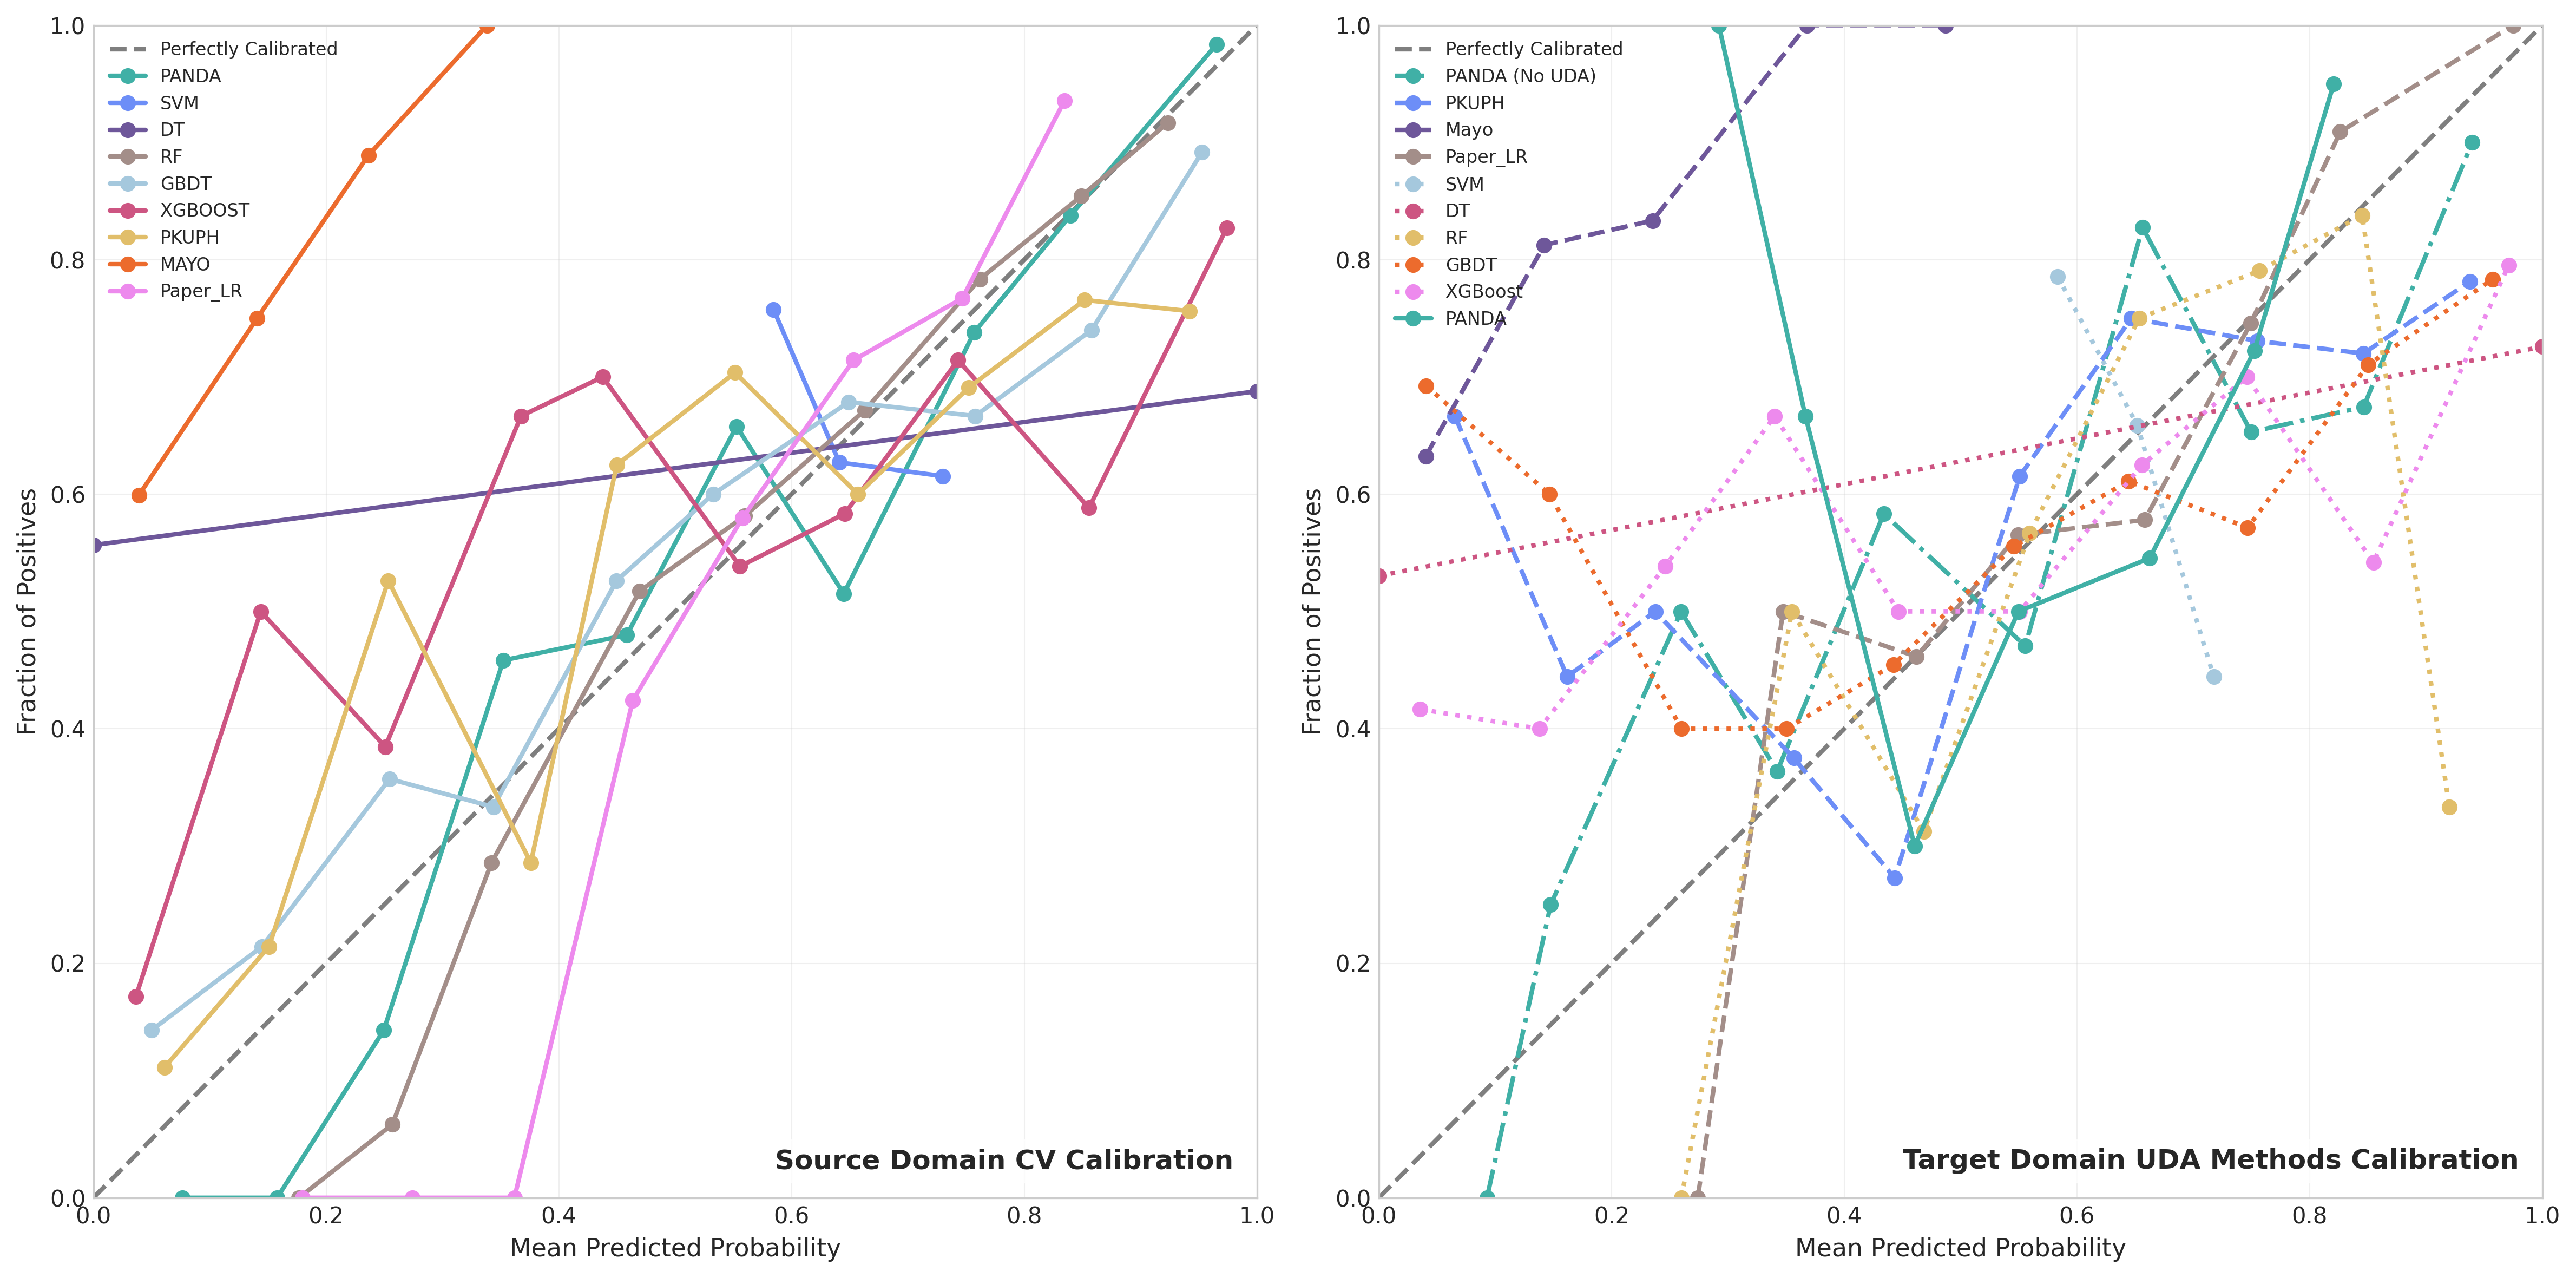 Perfectly Calibrated
PANDA
SVM
DT
RF
GBDT
XGBOOST
PKUPH
MAYO
Paper_LR
1.0
0.8
0.6
0.4
0.2
0.0
Fraction of Positives
Source Domain CV Calibration
0.0 0.2 0.4 0.6 0.8 1.0
Mean Predicted Probability
Perfectly Calibrated
PANDA (No UDA)
PKUPH
Mayo
Paper_LR
SVM
DT
RF
GBDT
XGBoost
PANDA
1.0
0.8
0.6
0.4
0.2
0.0
Fraction of Positives
Target Domain UDA Methods Calibration
0.0 0.2 0.4 0.6 0.8 1.0
Mean Predicted Probability